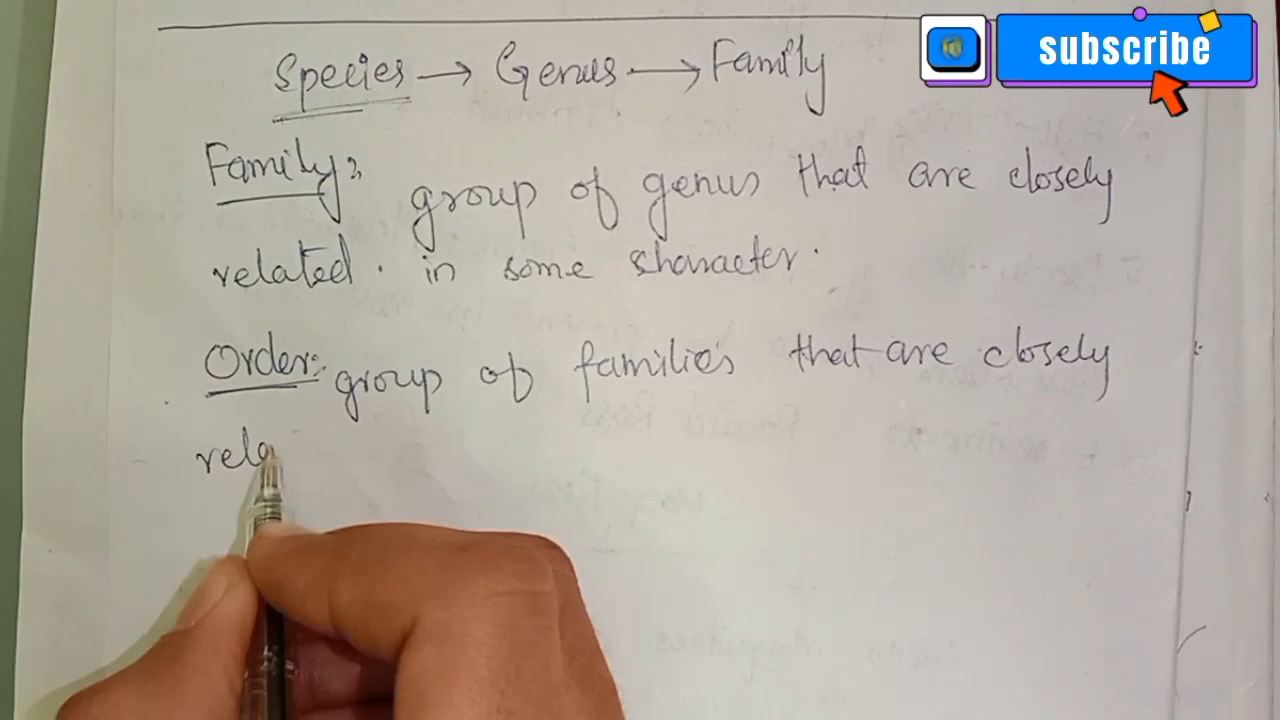 Species → Genus → Family
subscribe
Family: group of genus that are closely
related. in some sharacter.
Order: group of families that are closely
rela